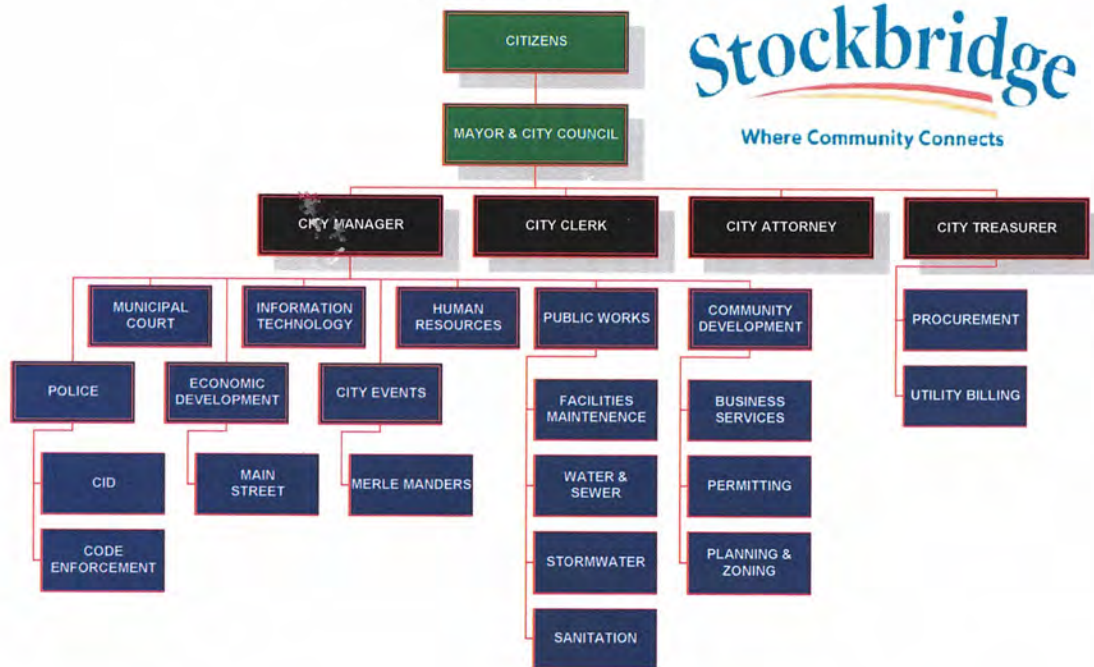 CITIZENS
Stockbridge
Where Community Connects
MAYOR & CITY COUNCIL
CITY MANAGER
CITY CLERK
CITY ATTORNEY
CITY TREASURER
MUNICIPAL
COURT
INFORMATION
TECHNOLOGY
HUMAN
RESOURCES
PUBLIC WORKS
COMMUNITY
DEVELOPMENT
PROCUREMENT
POLICE
ECONOMIC
DEVELOPMENT
CITY EVENTS
FACILITIES
MAINTENENCE
BUSINESS
SERVICES
UTILITY BILLING
CID
MAIN
STREET
MERLE MANDERS
WATER &
SEWER
PERMITTING
CODE
ENFORCEMENT
STORMWATER
PLANNING &
ZONING
SANITATION